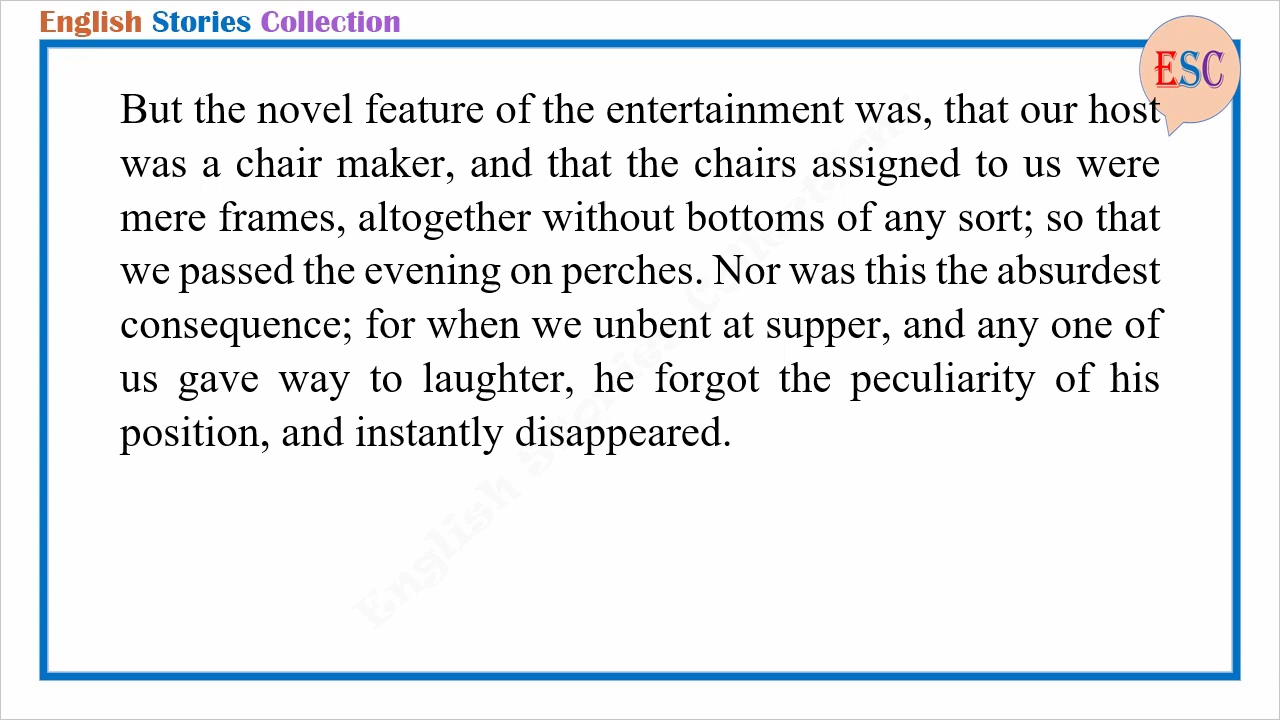 English Stories Collection
ESC
But the novel feature of the entertainment was, that our host
was a chair maker, and that the chairs assigned to us were
mere frames, altogether without bottoms of any sort; so that
we passed the evening on perches. Nor was this the absurdest
consequence; for when we unbent at supper, and any one of
us gave way to laughter, he forgot the peculiarity of his
position, and instantly disappeared.
English Stories Collection